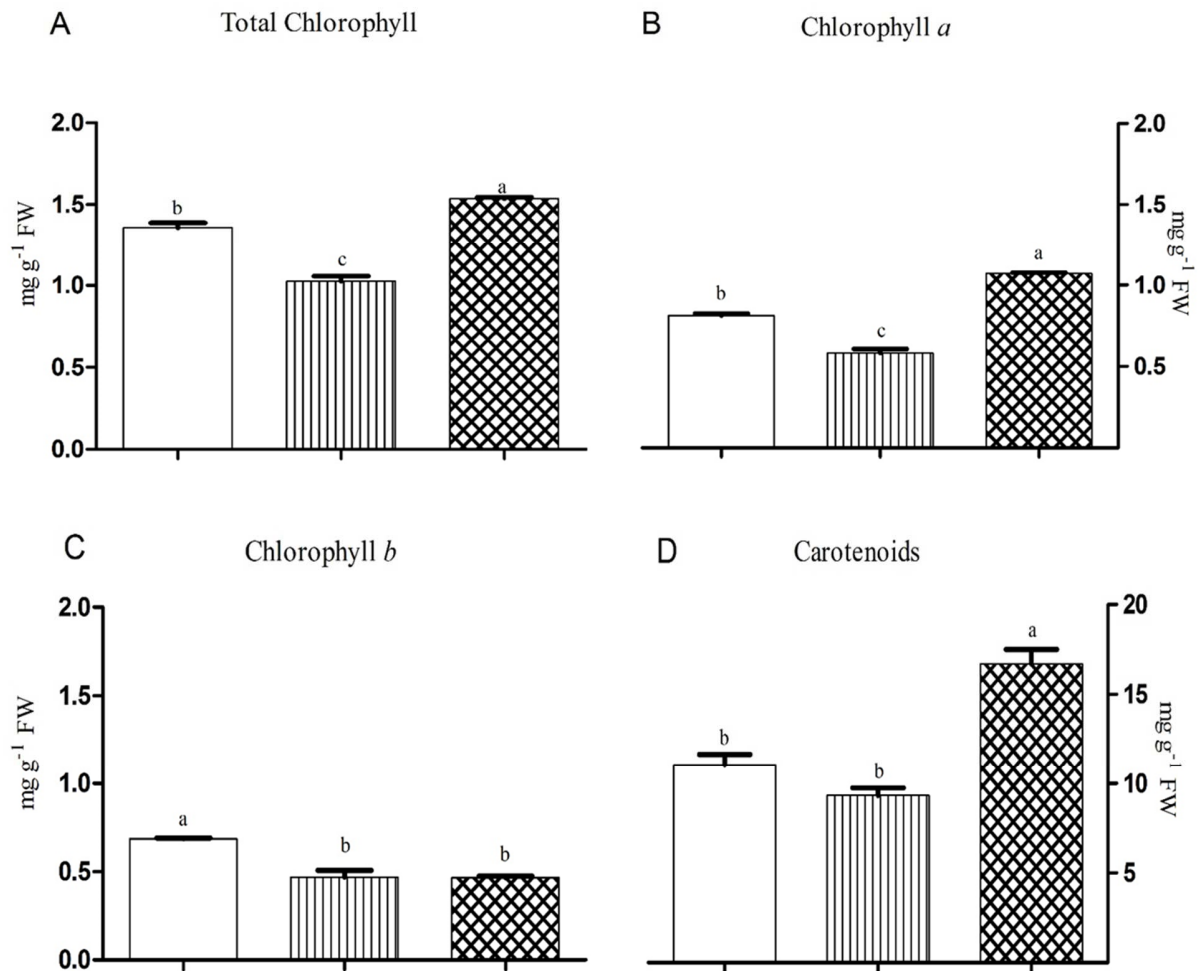 A
Total Chlorophyll
2.0
1.5
1.0
0.5
0.0
mg g-1 FW
b
c
a
B
Chlorophyll a
2.0
1.5
1.0
0.5
mg g-1 FW
b
c
a
C
Chlorophyll b
2.0
1.5
1.0
0.5
0.0
mg g-1 FW
a
b
b
D
Carotenoids
20
15
10
5
mg g-1 FW
b
b
a